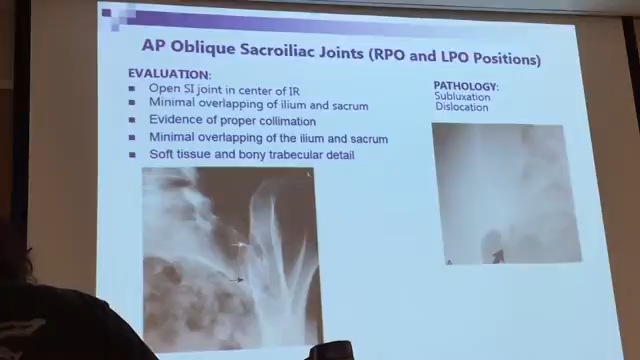 AP Oblique Sacroiliac Joints (RPO and LPO Positions)
EVALUATION:
Open SI joint in center of IR
Minimal overlapping of ilium and sacrum
Evidence of proper collimation
Minimal overlapping of the ilium and sacrum
Soft tissue and bony trabecular detail
PATHOLOGY:
Subluxation
Dislocation